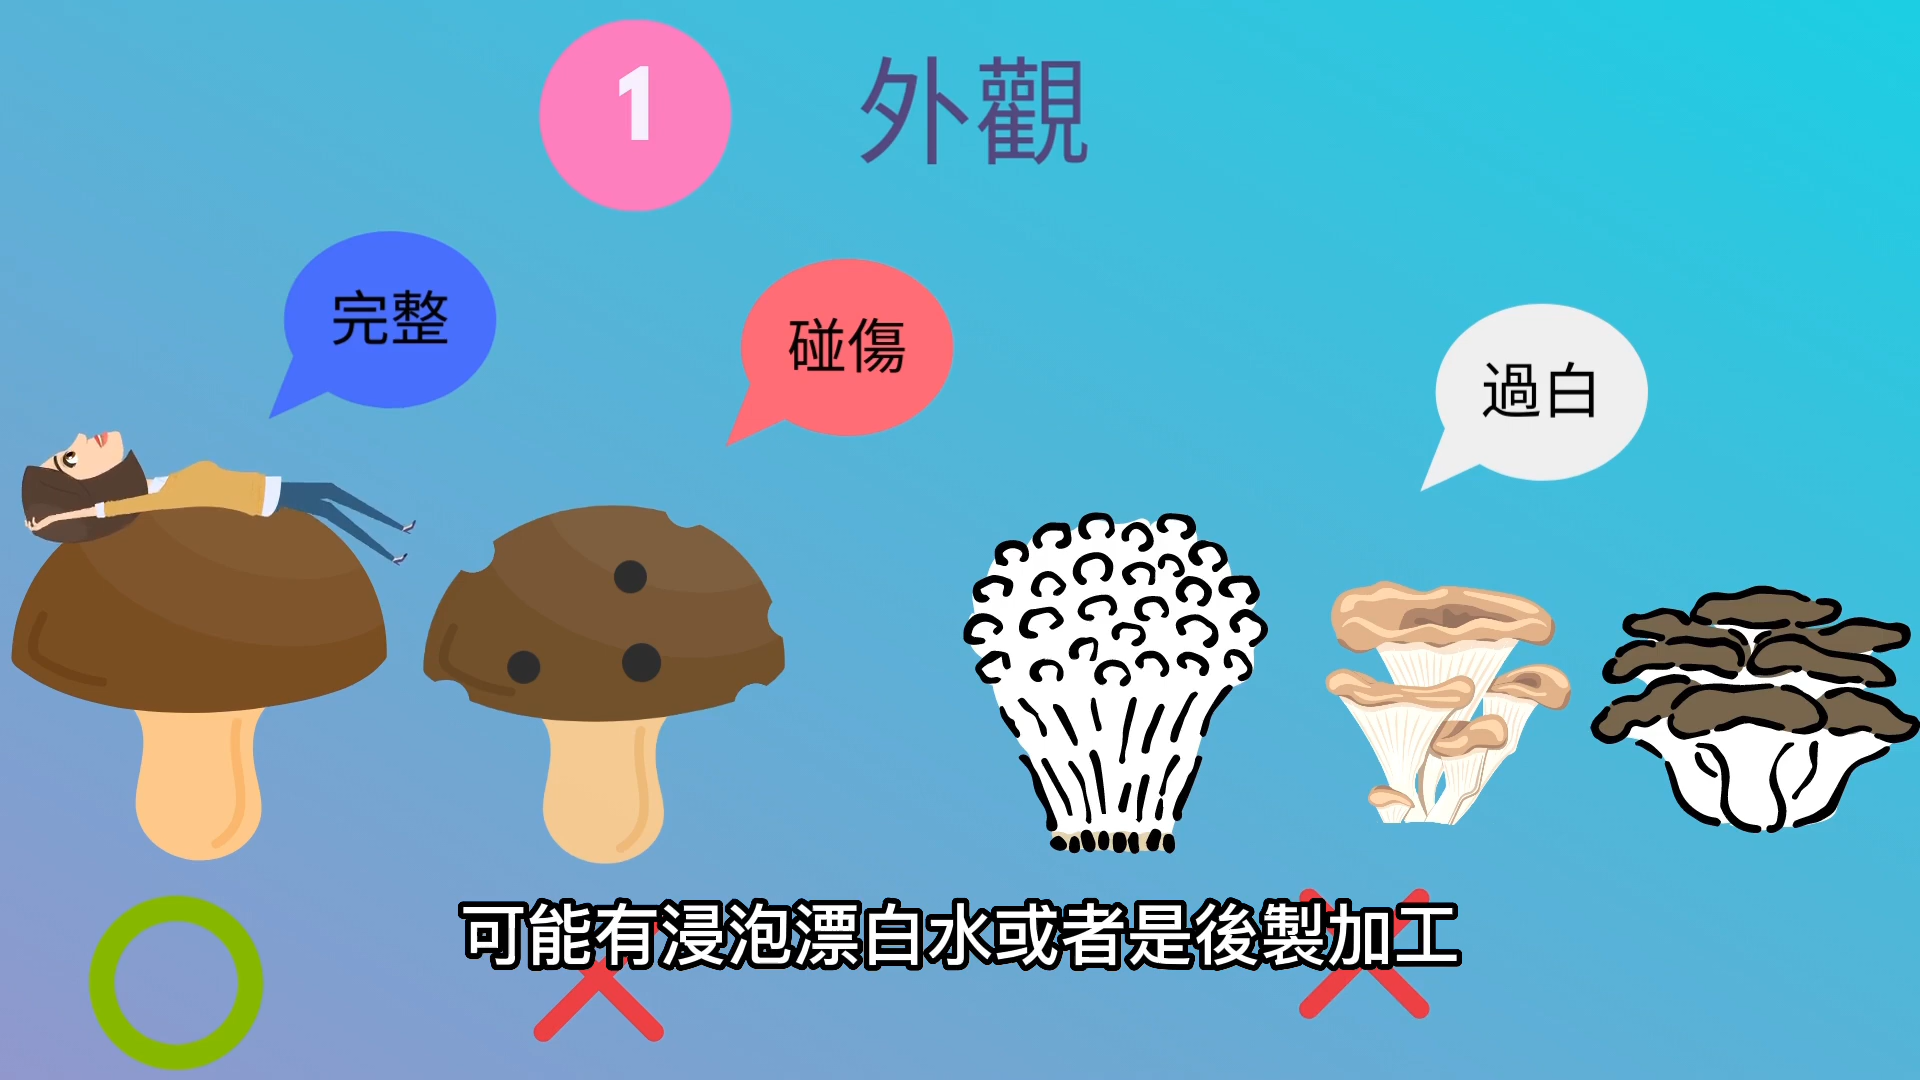 1 外觀
完整
碰傷
過白
可能有浸泡漂白水或者是後製加工